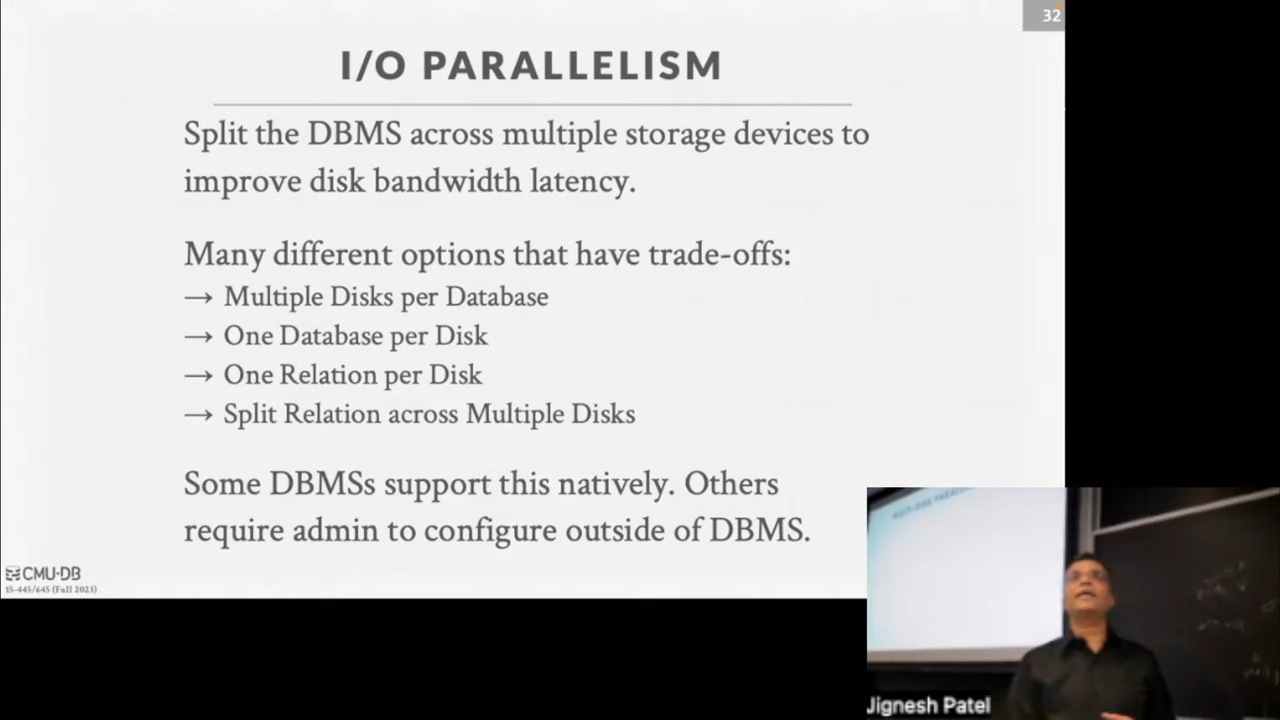 32
I/O PARALLELISM
Split the DBMS across multiple storage devices to
improve disk bandwidth latency.
Many different options that have trade-offs:
→ Multiple Disks per Database
→ One Database per Disk
→ One Relation per Disk
→ Split Relation across Multiple Disks
Some DBMSs support this natively. Others
require admin to configure outside of DBMS.
CMU·DB
15-445/645 (Fall 2023)
Jignesh Patel